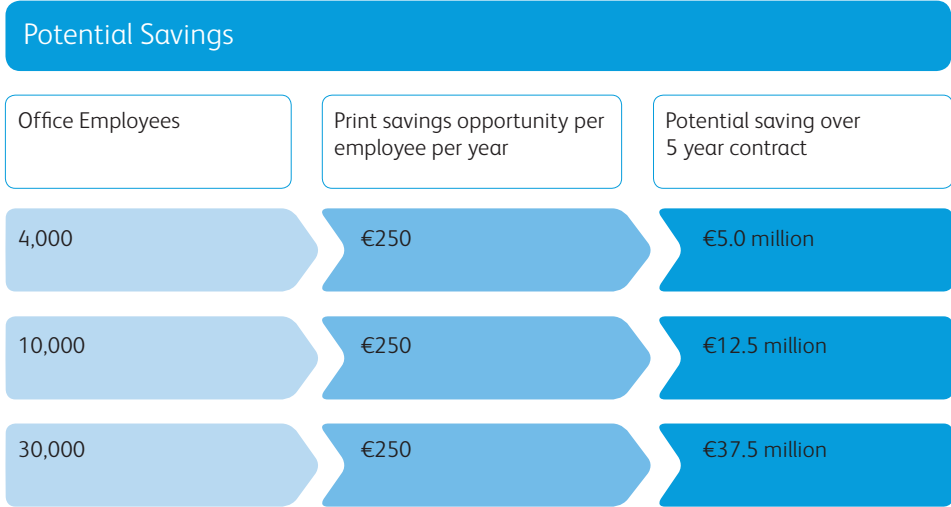 Potential Savings
Office Employees
Print savings opportunity per
employee per year
Potential saving over
5 year contract
4,000
€250
€5.0 million
10,000
€250
€12.5 million
30,000
€250
€37.5 million